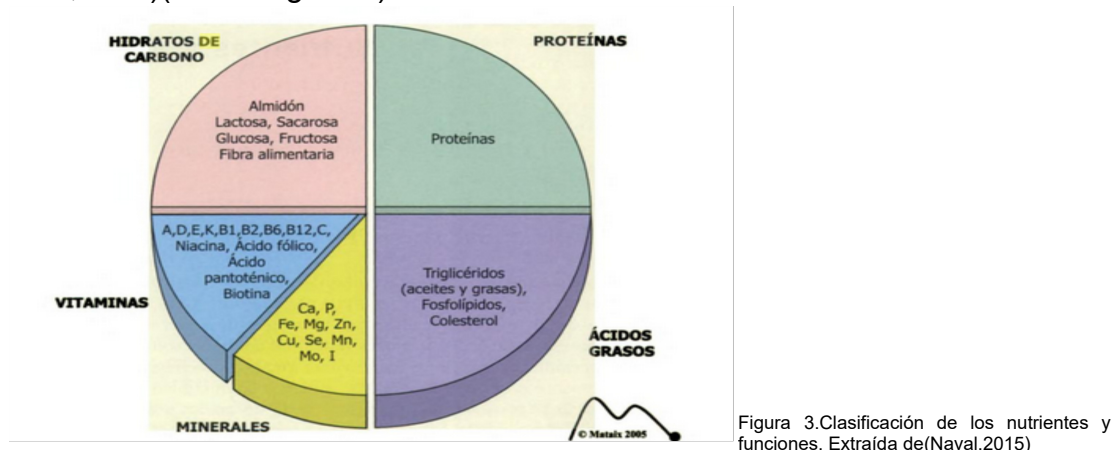 HIDRATOS DE
CARBONO
PROTEÍNAS
Almidón
Lactosa, Sacarosa
Glucosa, Fructosa
Fibra alimentaria
Proteínas
A,D,E,K,B1,B2,B6,B12,C,
Niacina, Ácido fólico,
Ácido
pantoténico,
Biotina
VITAMINAS
Ca, P,
Fe, Mg, Zn,
Cu, Se, Mn,
Mo, I
MINERALES
Triglicéridos
(aceites y grasas),
Fosfolípidos,
Colesterol
ÁCIDOS
GRASOS
© Mataix 2005
Figura 3.Clasificación de los nutrientes y
funciones. Extraída de(Naval,2015)